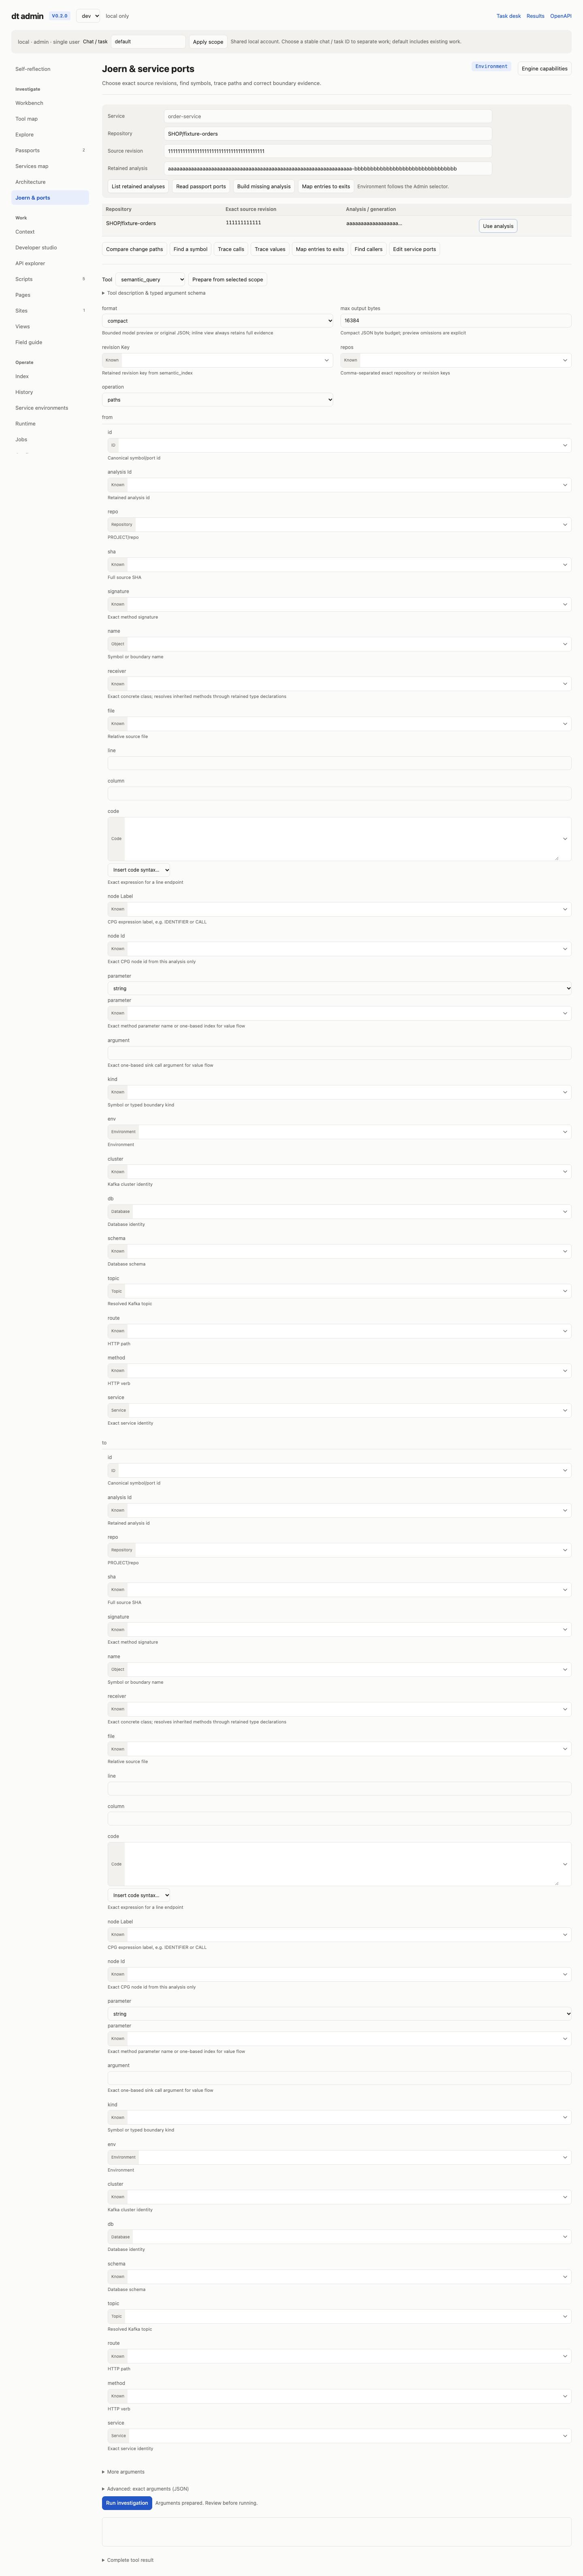 dt admin V0.2.0 dev local only Task desk Results OpenAPI
local · admin · single user Chat / task default Apply scope Shared local account. Choose a stable chat / task ID to separate work; default includes existing work.
Self-reflection
Investigate
Workbench
Tool map
Explore
Passports 2
Services map
Architecture
Joern & ports
Work
Context
Developer studio
API explorer
Scripts 9
Pages
Sites 1
Views
Field guide
Operate
Index
History
Service environments
Runtime
Jobs
Joern & service ports Environment Engine capabilities
Choose exact source revisions, find symbols, trace paths and correct boundary evidence.
Service order-service
Repository SHOP/fixture-orders
Source revision 1111111111111111111111111111111111111111
Retained analysis
List retained analyses Read passport ports Build missing analysis Map entries to exits Environment follows the Admin selector.
Repository Exact source revision Analysis / generation
SHOP/fixture-orders 111111111111 aaaaaaaaaaaaaaaaaa… Use analysis
Compare change paths Find a symbol Trace calls Trace values Map entries to exits Find callers Edit service ports
Tool semantic_query Prepare from selected scope
Tool description & typed argument schema
format max output bytes
compact 16384
Bounded model preview or original JSON; inline view always retains full evidence Compact JSON byte budget; preview omissions are explicit
revision Key repos
Known Known
Retained revision key from semantic_index Comma-separated exact repository or revision keys
operation
paths
from
id
ID
Canonical symbol/port id
analysis id
Known
Retained analysis id
repo
Repository
PROJECT/repo
sha
Known
Full source SHA
signature
Known
Exact method signature
name
Object
Symbol or boundary name
receiver
Known
Exact concrete class; resolves inherited methods through retained type declarations
file
Known
Relative source file
line
column
code
Code
Insert code syntax...
Exact expression for a line endpoint
node Label
Known
CPG expression label, e.g. IDENTIFIER or CALL
node id
Known
Exact CPG node id from this analysis only
parameter
string
parameter
Known
Exact method parameter name or one-based index for value flow
argument
Exact one-based sink call argument for value flow
kind
Known
Symbol or typed boundary kind
env
Environment
Environment
cluster
Known
Kafka cluster identity
db
Database
Database identity
schema
Known
Database schema
topic
Topic
Resolved Kafka topic
route
Known
HTTP path
method
Known
HTTP verb
service
Service
Exact service identity
to
id
ID
Canonical symbol/port id
analysis id
Known
Retained analysis id
repo
Repository
PROJECT/repo
sha
Known
Full source SHA
signature
Known
Exact method signature
name
Object
Symbol or boundary name
receiver
Known
Exact concrete class; resolves inherited methods through retained type declarations
file
Known
Relative source file
line
column
code
Code
Insert code syntax...
Exact expression for a line endpoint
node Label
Known
CPG expression label, e.g. IDENTIFIER or CALL
node id
Known
Exact CPG node id from this analysis only
parameter
string
parameter
Known
Exact method parameter name or one-based index for value flow
argument
Exact one-based sink call argument for value flow
kind
Known
Symbol or typed boundary kind
env
Environment
Environment
cluster
Known
Kafka cluster identity
db
Database
Database identity
schema
Known
Database schema
topic
Topic
Resolved Kafka topic
route
Known
HTTP path
method
Known
HTTP verb
service
Service
Exact service identity
More arguments
Advanced: exact arguments (JSON)
Run investigation Arguments prepared. Review before running.
Complete tool result